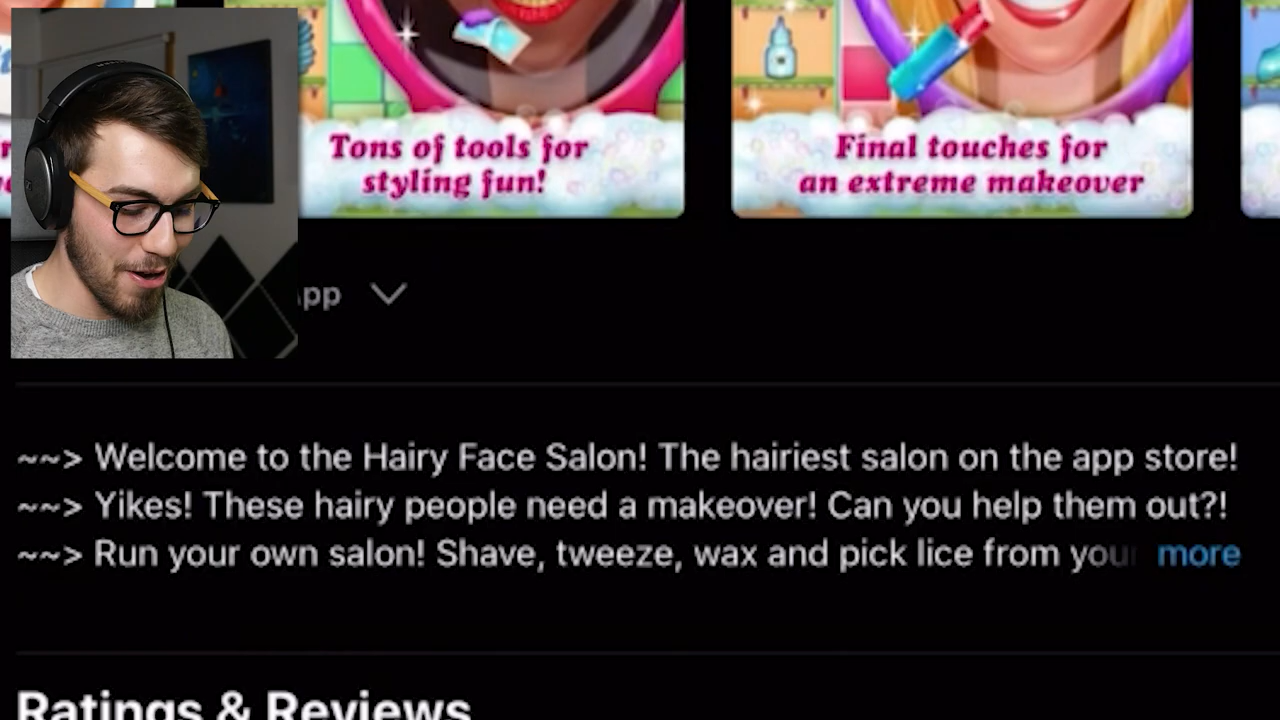 Tons of tools for
styling fun!
Final touches for
an extreme makeover
App
~~> Welcome to the Hairy Face Salon! The hairiest salon on the app store!
~~> Yikes! These hairy people need a makeover! Can you help them out?!
~~> Run your own salon! Shave, tweeze, wax and pick lice from your more
Ratings & Reviews